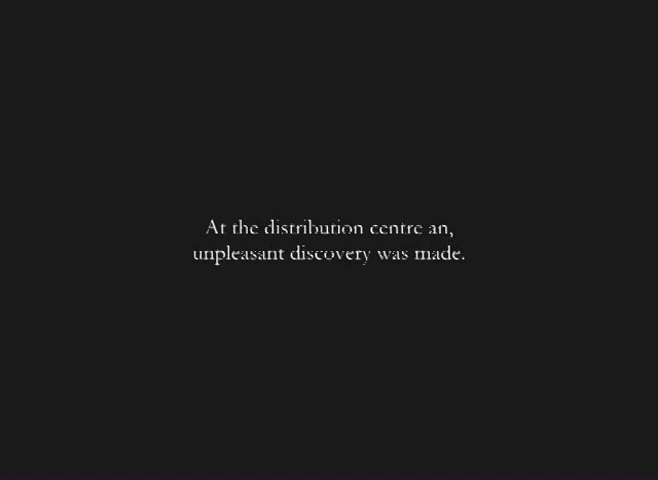 At the distribution centre an,
unpleasant discovery was made.